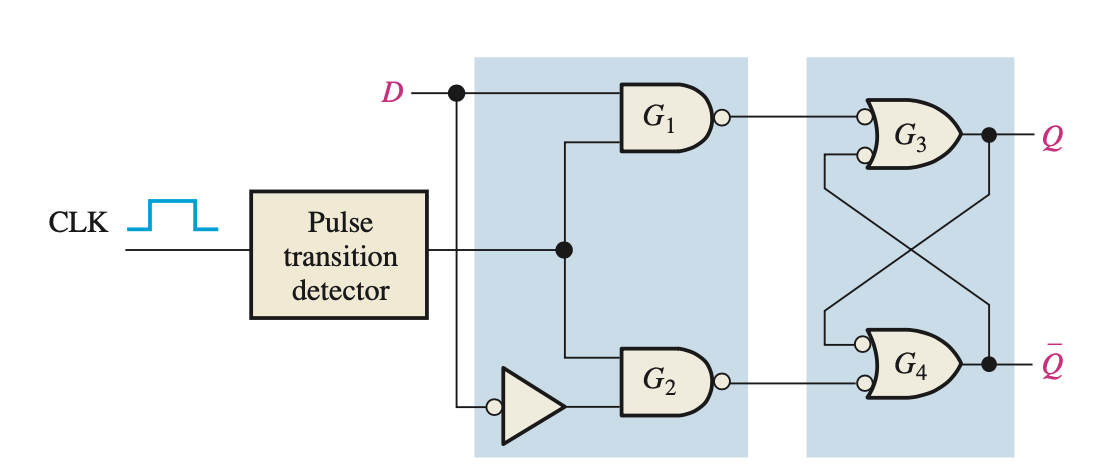 D
G1
G3
Q
CLK
Pulse
transition
detector
G2
G4
Q̅